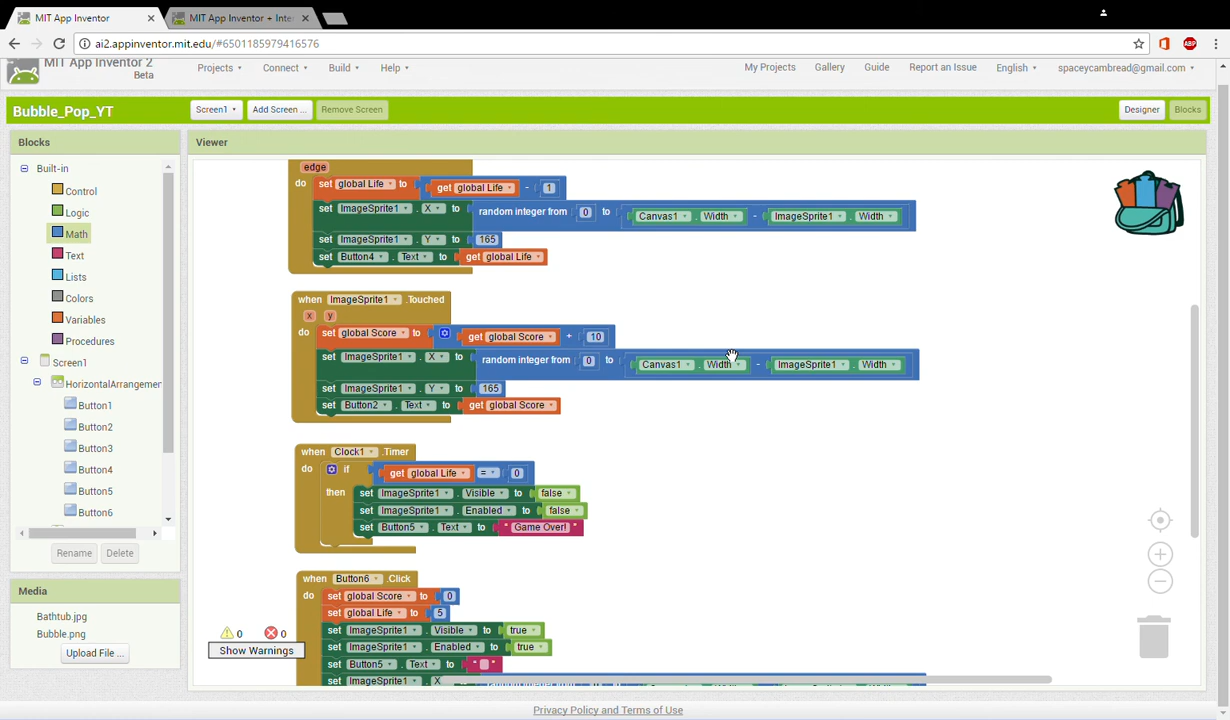 MIT App Inventor
MIT App Inventor + Inter
ai2.appinventor.mit.edu/#6501185979416576
ABP
MIT App Inventor 2
Beta
Projects Connect Build Help
My Projects Gallery Guide Report an Issue English spaceycambread@gmail.com
Bubble_Pop_YT
Screen1 Add Screen ... Remove Screen
Designer Blocks
Blocks
Viewer
Built-in
Control
Logic
Math
Text
Lists
Colors
Variables
Procedures
Screen1
HorizontalArrangemer
Button1
Button2
Button3
Button4
Button5
Button6
Rename Delete
Media
Bathtub.jpg
Bubble.png
Upload File ...
edge
do set global Life to get global Life - 1
set ImageSprite1 . X to random integer from 0 to Canvas1 . Width - ImageSprite1 . Width
set ImageSprite1 . Y to 165
set Button4 . Text to get global Life
when ImageSprite1 .Touched
x y
do set global Score to get global Score + 10
set ImageSprite1 . X to random integer from 0 to Canvas1 . Width - ImageSprite1 . Width
set ImageSprite1 . Y to 165
set Button2 . Text to get global Score
when Clock1 .Timer
do if get global Life = 0
then set ImageSprite1 . Visible to false
set ImageSprite1 . Enabled to false
set Button5 . Text to " Game Over! "
when Button6 .Click
do set global Score to 0
set global Life to 5
set ImageSprite1 . Visible to true
set ImageSprite1 . Enabled to true
set Button5 . Text to " "
set ImageSprite1 . X
0 0
Show Warnings
Privacy Policy and Terms of Use